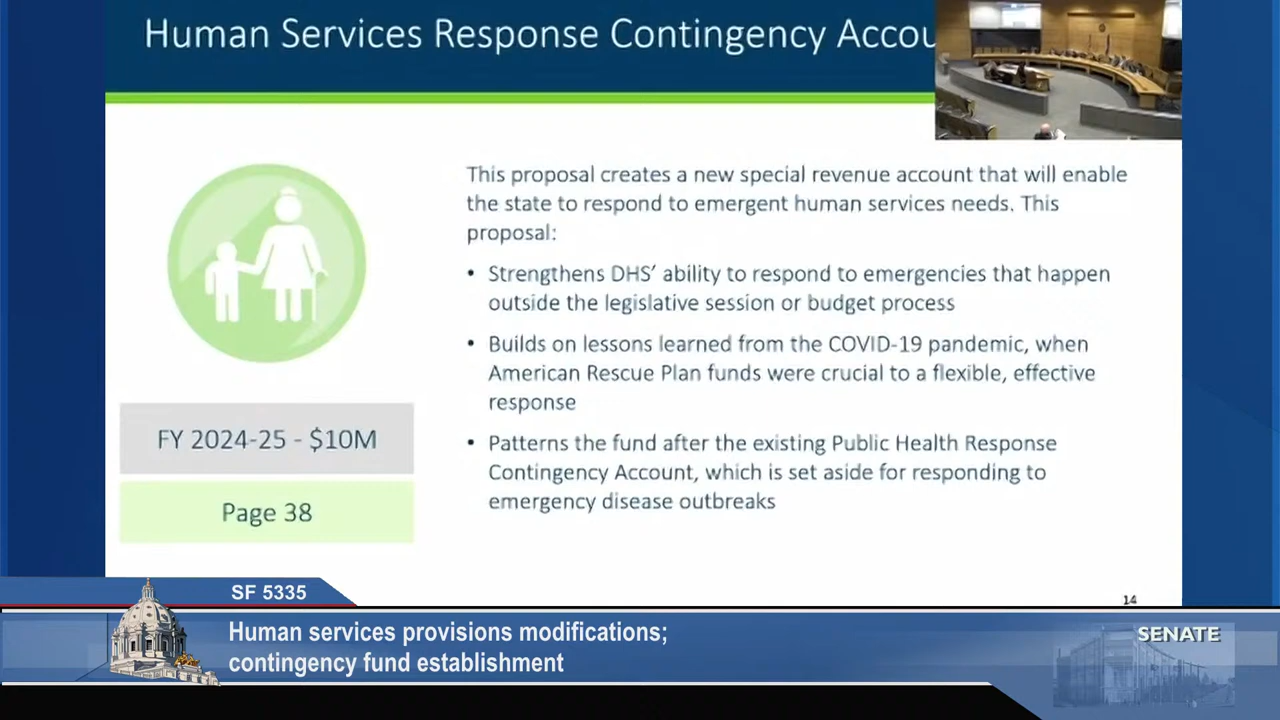 Human Services Response Contingency
This proposal creates a new special revenue account that will enable
the state to respond to emergent human services needs. This
proposal:
• Strengthens DHS’ ability to respond to emergencies that happen
outside the legislative session or budget process
• Builds on lessons learned from the COVID-19 pandemic, when
American Rescue Plan funds were crucial to a flexible, effective
response
• Patterns the fund after the existing Public Health Response
Contingency Account, which is set aside for responding to
emergency disease outbreaks
FY 2024-25 - $10M
Page 38
14
SF 5335
Human services provisions modifications;
contingency fund establishment
SENATE